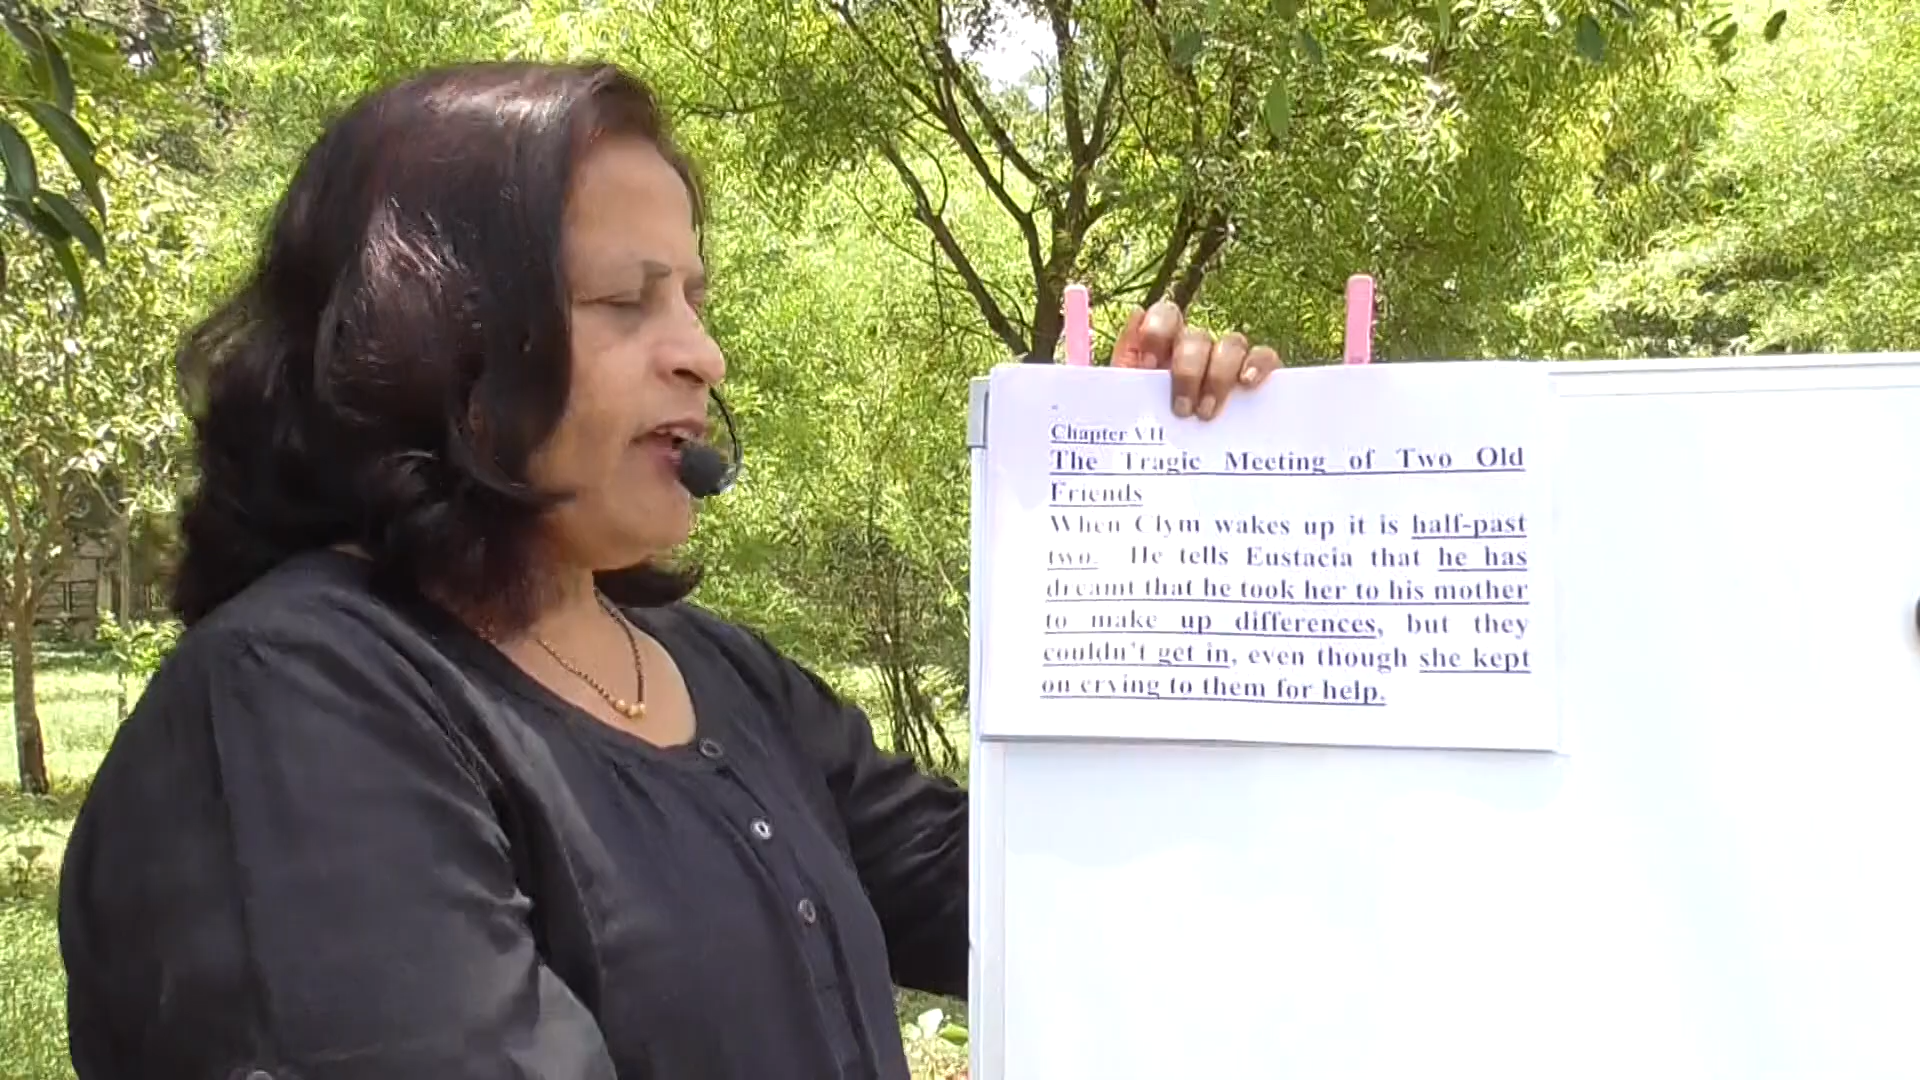 Chapter VII
The Tragic Meeting of Two Old
Friends
When Clym wakes up it is half-past
two. He tells Eustacia that he has
dreamt that he took her to his mother
to make up differences, but they
couldn't get in, even though she kept
on crying to them for help.